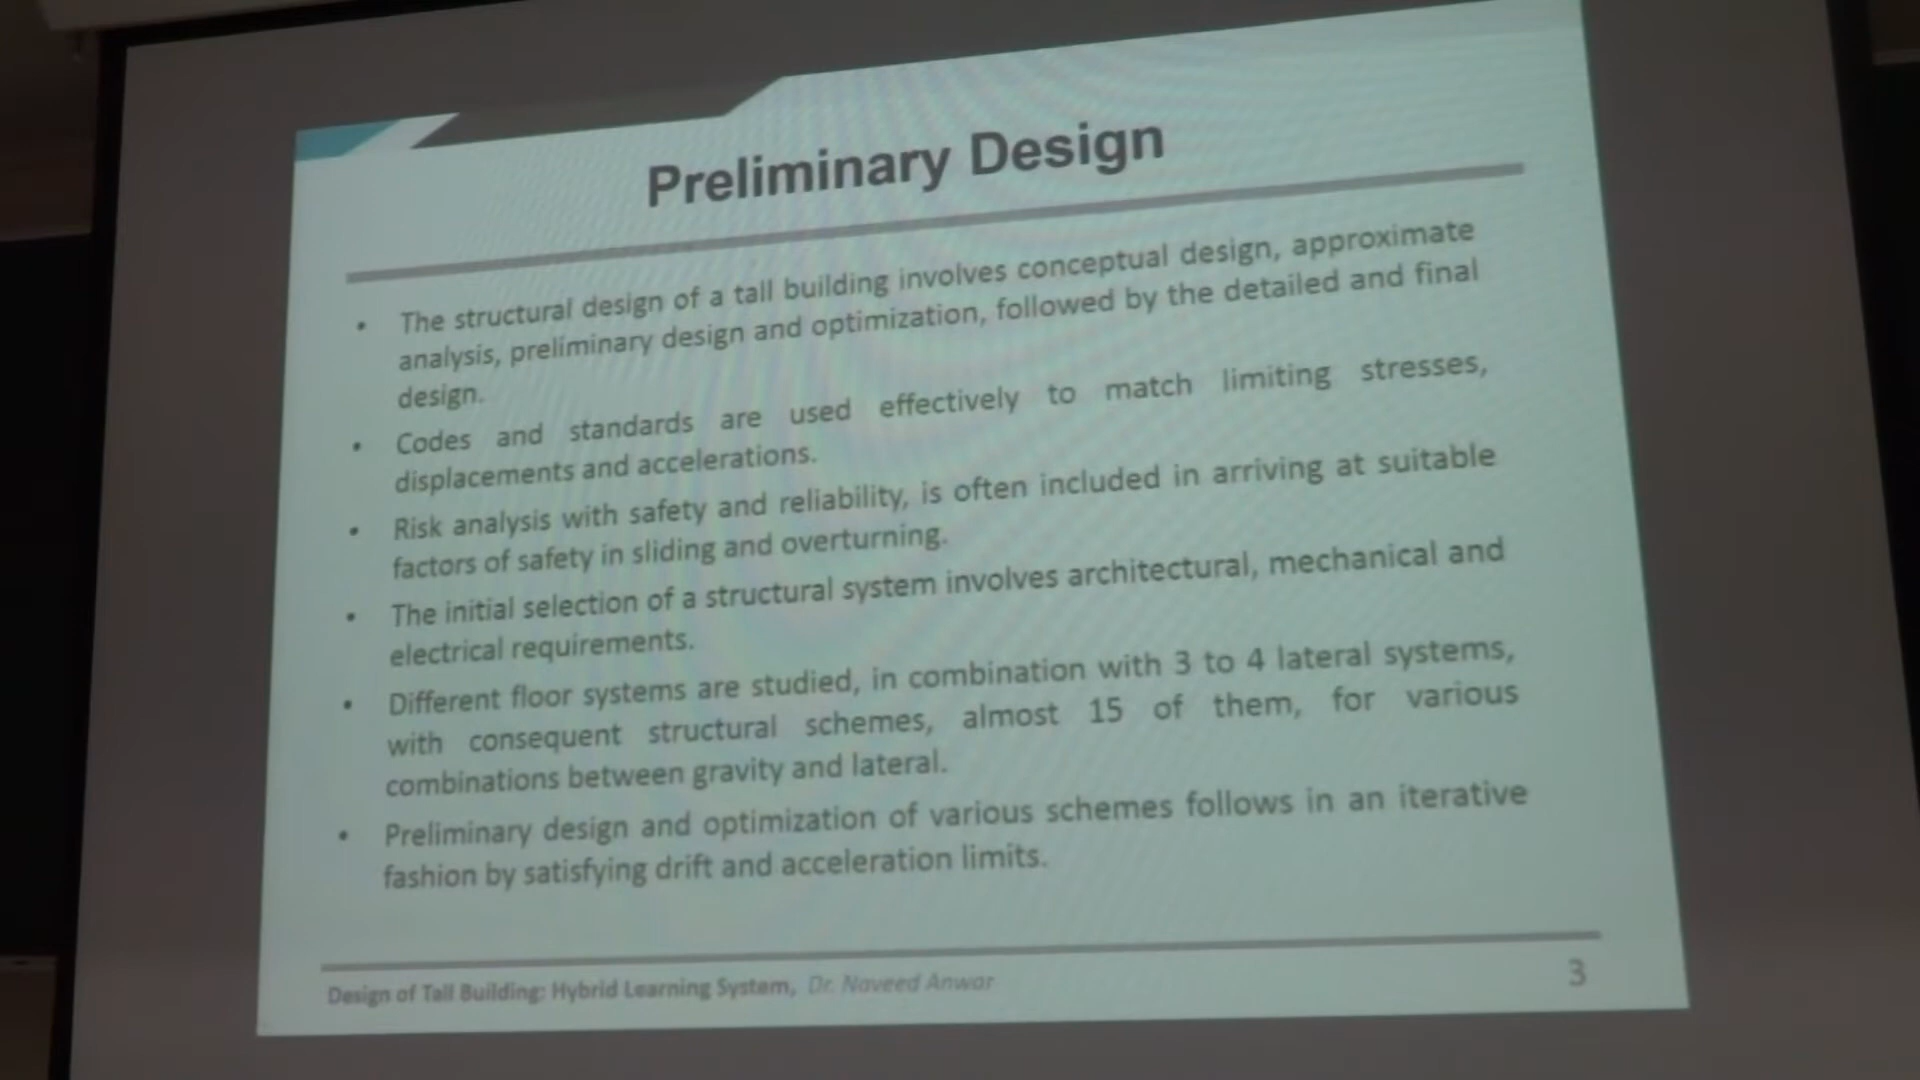 Preliminary Design
• The structural design of a tall building involves conceptual design, approximate
analysis, preliminary design and optimization, followed by the detailed and final
design.
• Codes and standards are used effectively to match limiting stresses,
displacements and accelerations.
• Risk analysis with safety and reliability, is often included in arriving at suitable
factors of safety in sliding and overturning.
• The initial selection of a structural system involves architectural, mechanical and
electrical requirements.
• Different floor systems are studied, in combination with 3 to 4 lateral systems,
with consequent structural schemes, almost 15 of them, for various
combinations between gravity and lateral.
• Preliminary design and optimization of various schemes follows in an iterative
fashion by satisfying drift and acceleration limits.
Design of Tall Building: Hybrid Learning System, Dr. Naveed Anwar
3